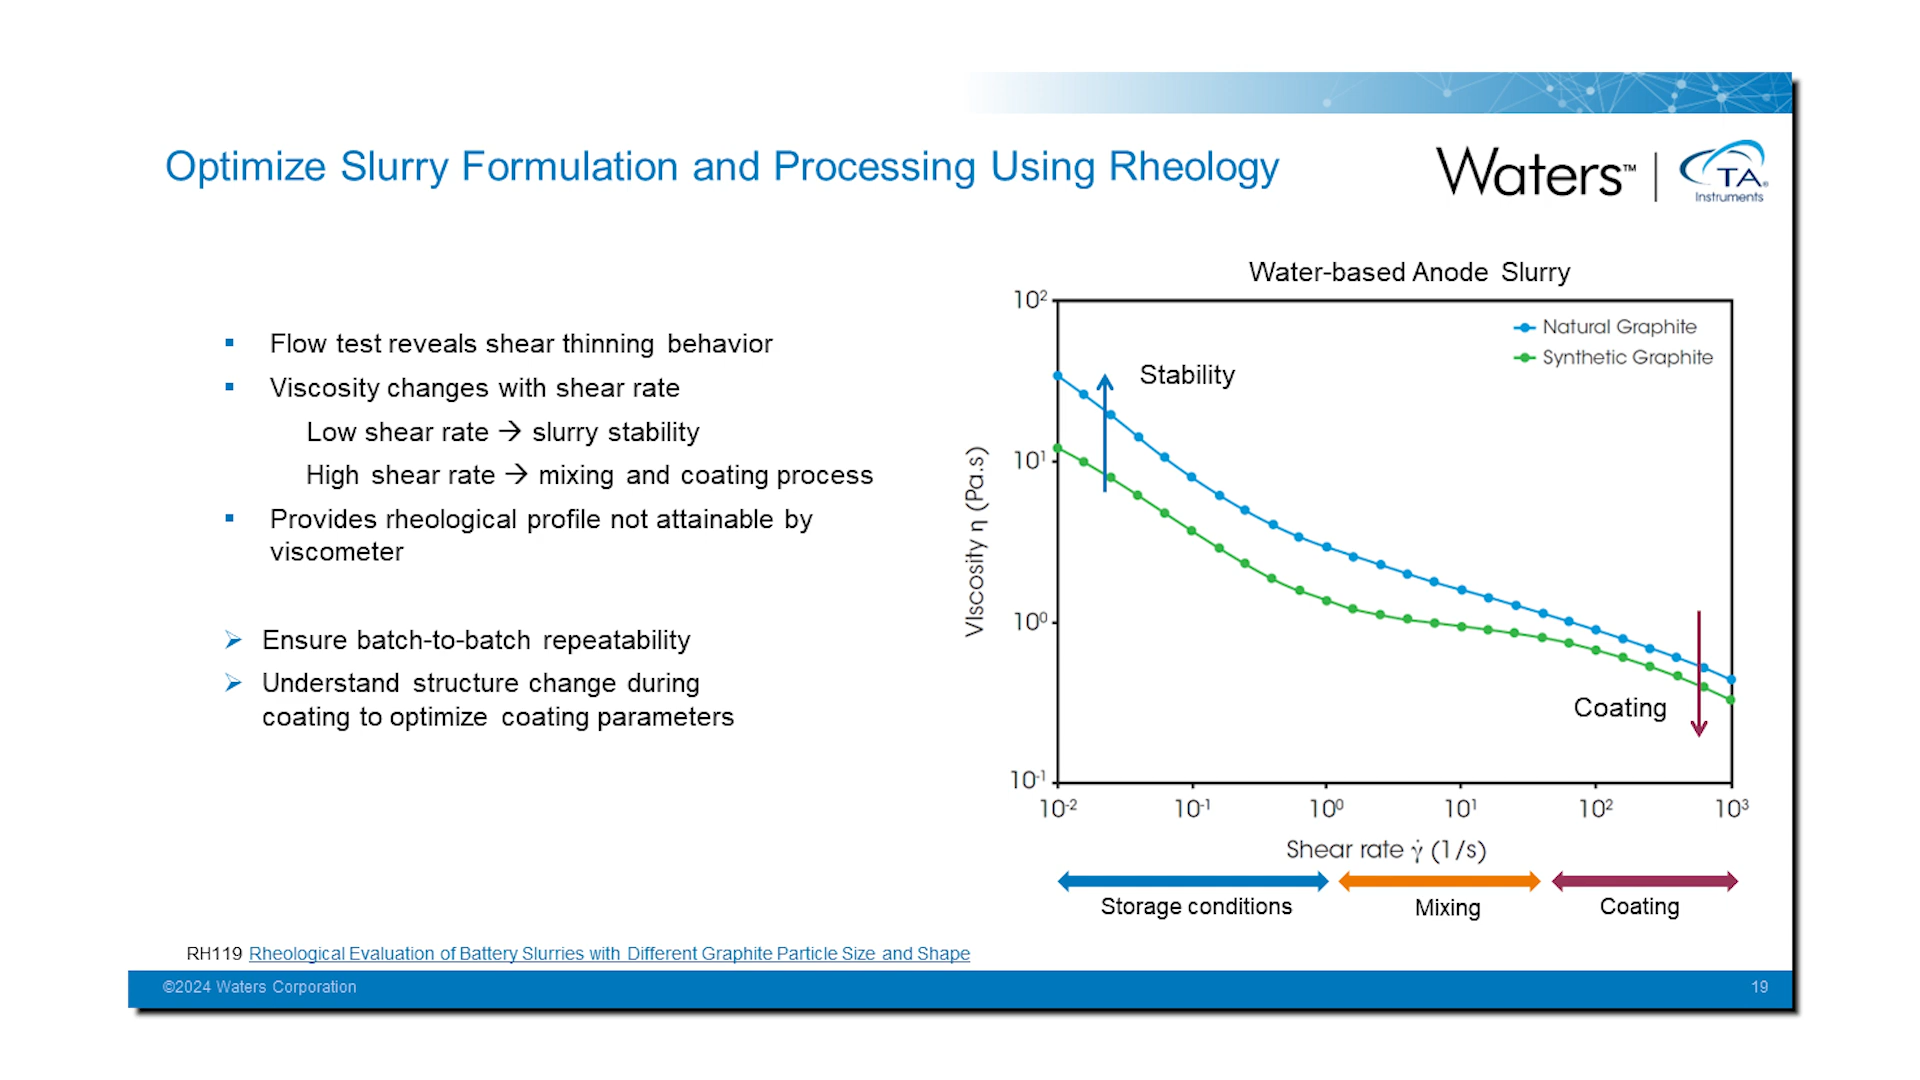 Optimize Slurry Formulation and Processing Using Rheology
Waters™ | TA® Instruments
▪ Flow test reveals shear thinning behavior
▪ Viscosity changes with shear rate
Low shear rate → slurry stability
High shear rate → mixing and coating process
▪ Provides rheological profile not attainable by
viscometer
➢ Ensure batch-to-batch repeatability
➢ Understand structure change during
coating to optimize coating parameters
Water-based Anode Slurry
Natural Graphite
Synthetic Graphite
Stability
Coating
Viscosity η (Pa.s)
10²
10¹
10⁰
10⁻¹
10⁻² 10⁻¹ 10⁰ 10¹ 10² 10³
Shear rate γ̇ (1/s)
Storage conditions Mixing Coating
RH119 Rheological Evaluation of Battery Slurries with Different Graphite Particle Size and Shape
©2024 Waters Corporation 19